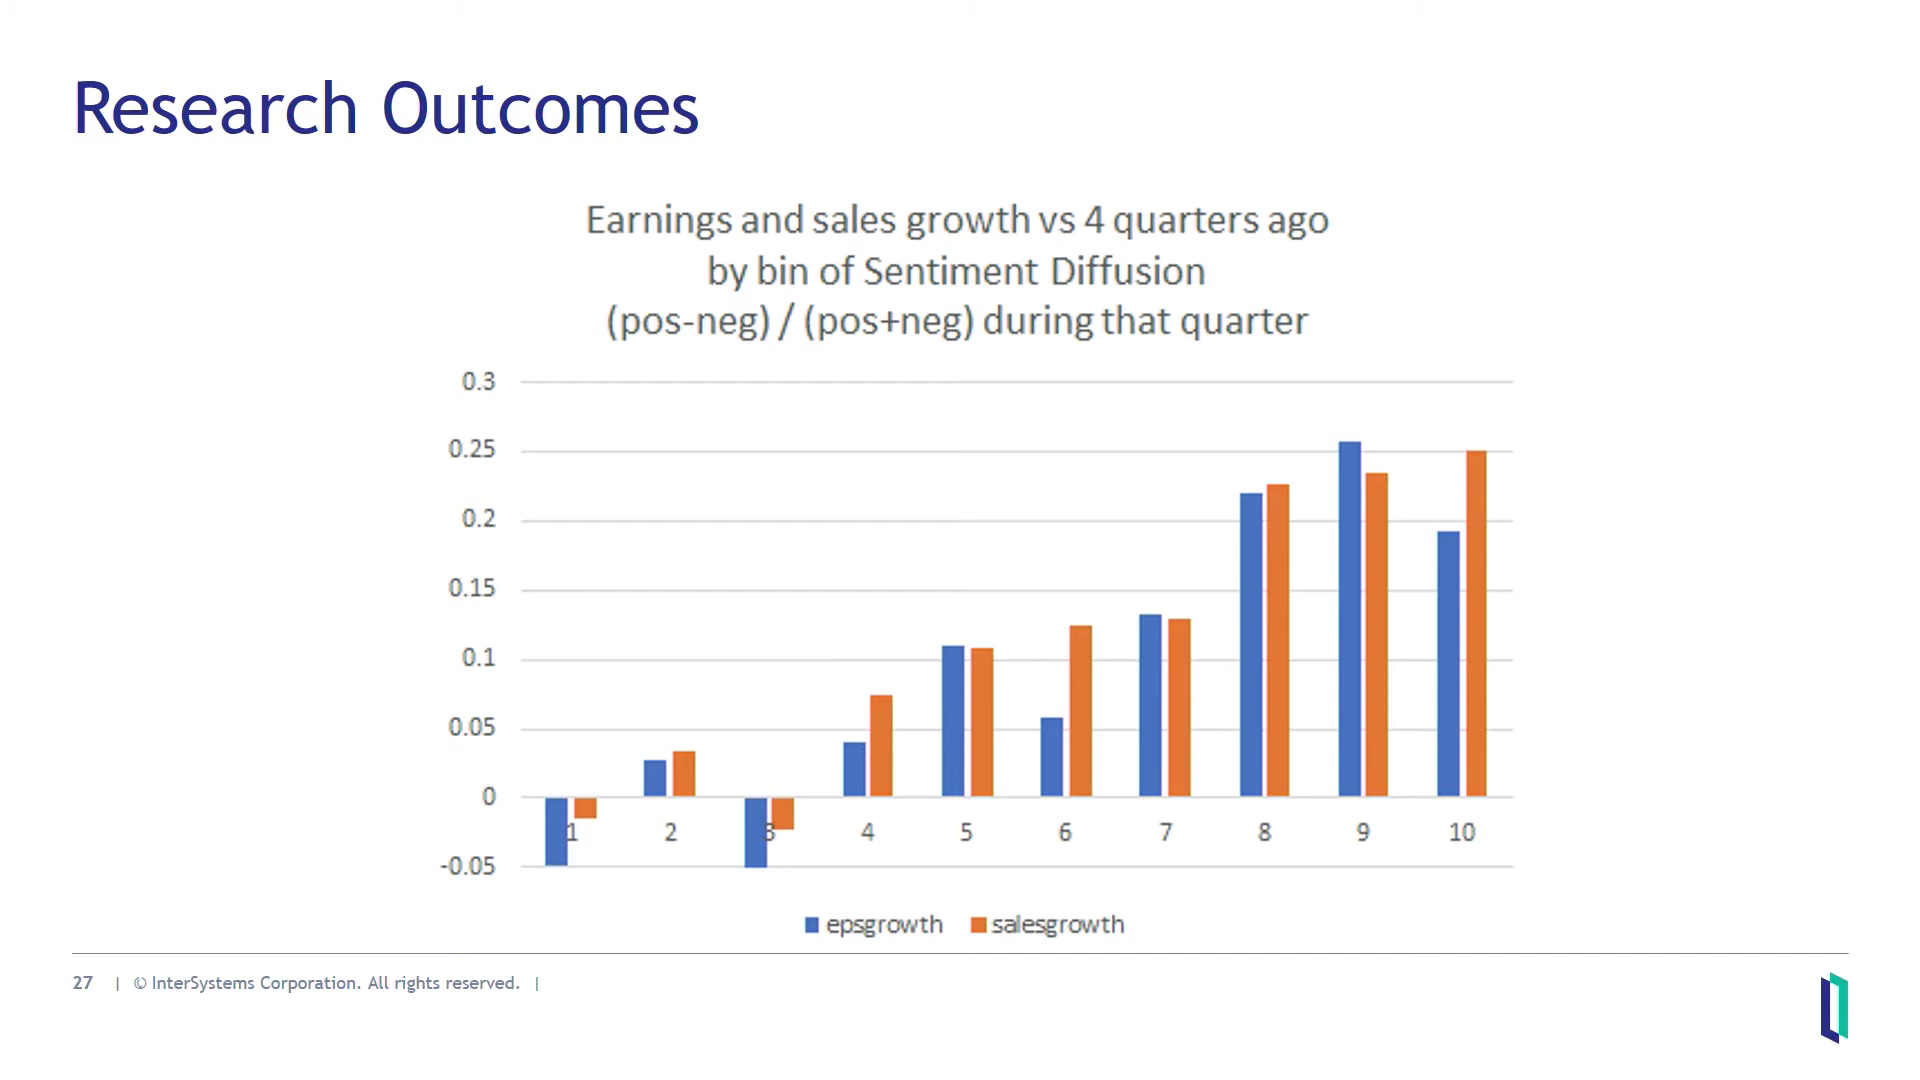 Research Outcomes
Earnings and sales growth vs 4 quarters ago
by bin of Sentiment Diffusion
(pos-neg) / (pos+neg) during that quarter
0.3
0.25
0.2
0.15
0.1
0.05
0
-0.05
1 2 3 4 5 6 7 8 9 10
epsgrowth salesgrowth
27 | © InterSystems Corporation. All rights reserved. |